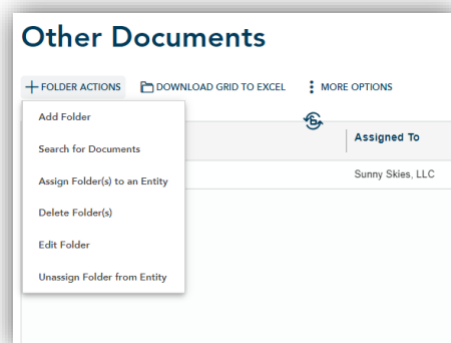 Other Documents
+ FOLDER ACTIONS DOWNLOAD GRID TO EXCEL MORE OPTIONS
Add Folder
Search for Documents
Assigned To
Assign Folder(s) to an Entity
Sunny Skies, LLC
Delete Folder(s)
Edit Folder
Unassign Folder from Entity